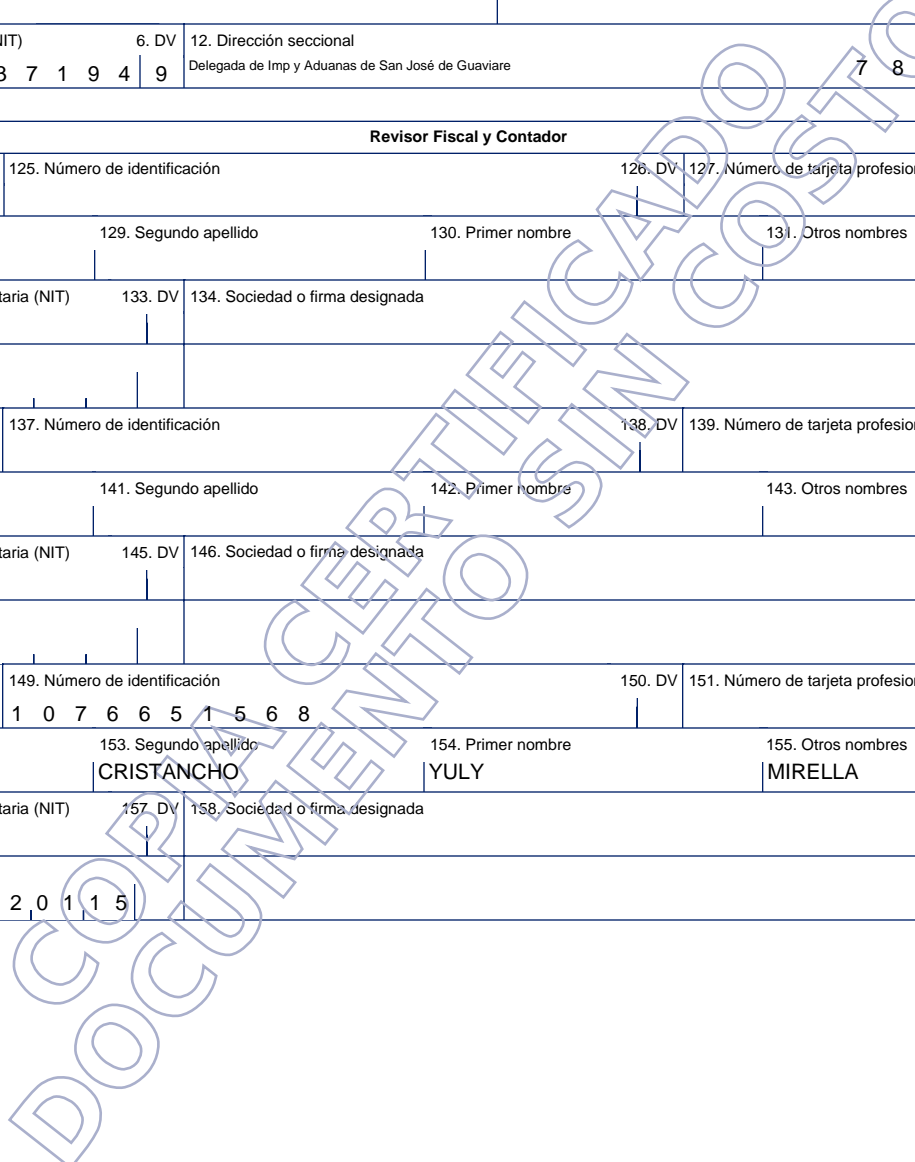 NIT) 6. DV 12. Dirección seccional
8 7 1 9 4 9 Delegada de Imp y Aduanas de San José de Guaviare 7 8
Revisor Fiscal y Contador
125. Número de identificación 126. DV 127. Número de tarjeta profesion
129. Segundo apellido 130. Primer nombre 131. Otros nombres
taria (NIT) 133. DV 134. Sociedad o firma designada
137. Número de identificación 138. DV 139. Número de tarjeta profesion
141. Segundo apellido 142. Primer nombre 143. Otros nombres
taria (NIT) 145. DV 146. Sociedad o firma designada
149. Número de identificación 150. DV 151. Número de tarjeta profesion
1 0 7 6 6 5 1 5 6 8
153. Segundo apellido 154. Primer nombre 155. Otros nombres
CRISTANCHO YULY MIRELLA
taria (NIT) 157. DV 158. Sociedad o firma designada
2 0 1 1 5
COPIA CERTIFICADO
DOCUMENTO SIN COSTO